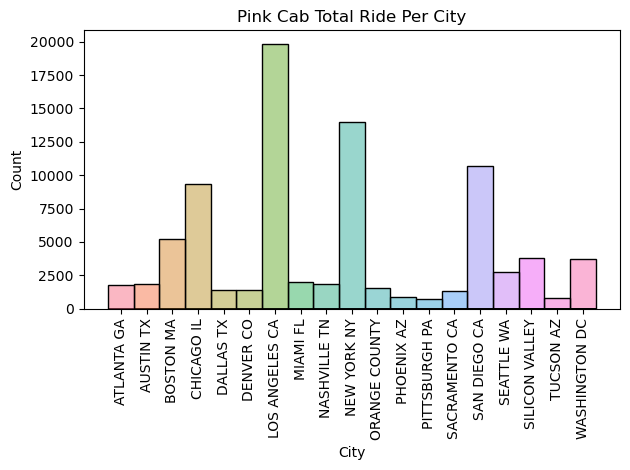 Pink Cab Total Ride Per City
Count
20000
17500
15000
12500
10000
7500
5000
2500
0
ATLANTA GA
AUSTIN TX
BOSTON MA
CHICAGO IL
DALLAS TX
DENVER CO
LOS ANGELES CA
MIAMI FL
NASHVILLE TN
NEW YORK NY
ORANGE COUNTY
PHOENIX AZ
PITTSBURGH PA
SACRAMENTO CA
SAN DIEGO CA
SEATTLE WA
SILICON VALLEY
TUCSON AZ
WASHINGTON DC
City